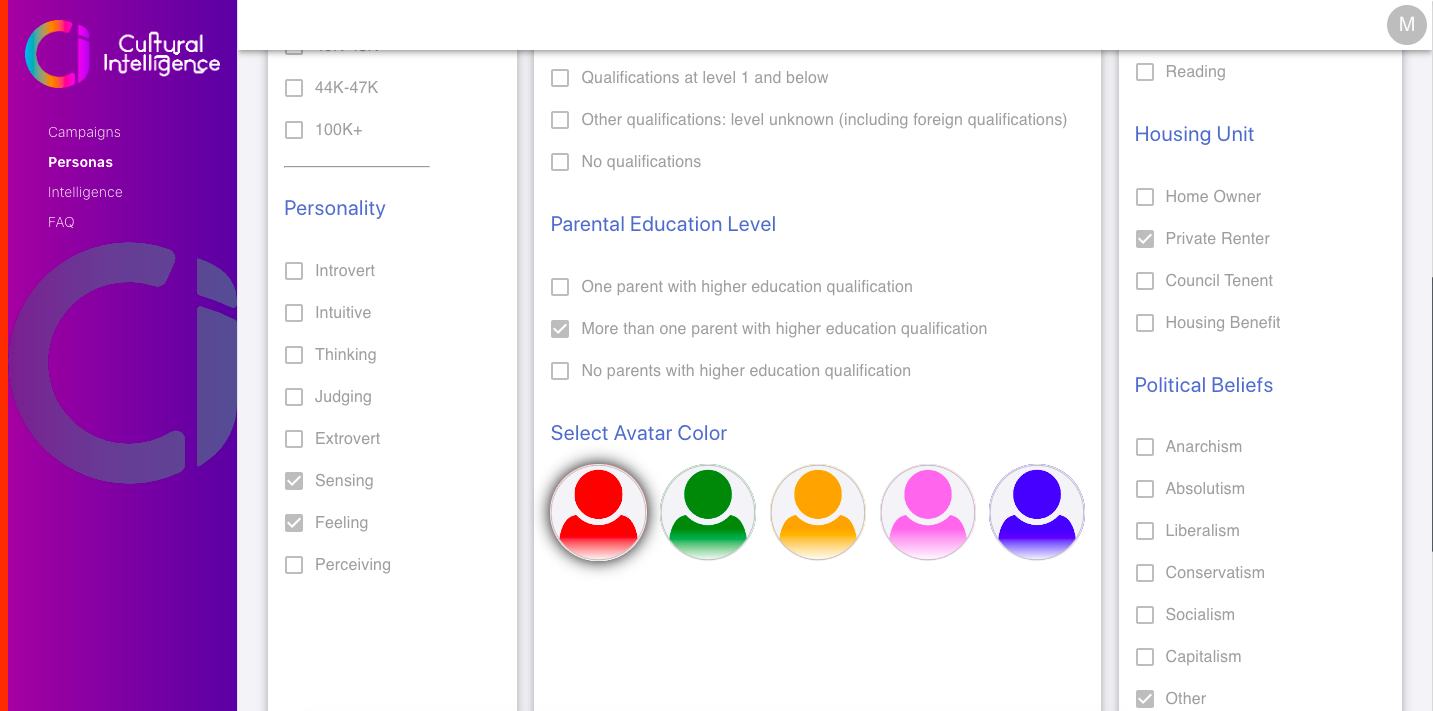 Cultural
Intelligence
Campaigns
Personas
Intelligence
FAQ
M
44K-47K
100K+
Personality
Introvert
Intuitive
Thinking
Judging
Extrovert
Sensing
Feeling
Perceiving
Qualifications at level 1 and below
Other qualifications: level unknown (including foreign qualifications)
No qualifications
Parental Education Level
One parent with higher education qualification
More than one parent with higher education qualification
No parents with higher education qualification
Select Avatar Color
Reading
Housing Unit
Home Owner
Private Renter
Council Tenent
Housing Benefit
Political Beliefs
Anarchism
Absolutism
Liberalism
Conservatism
Socialism
Capitalism
Other